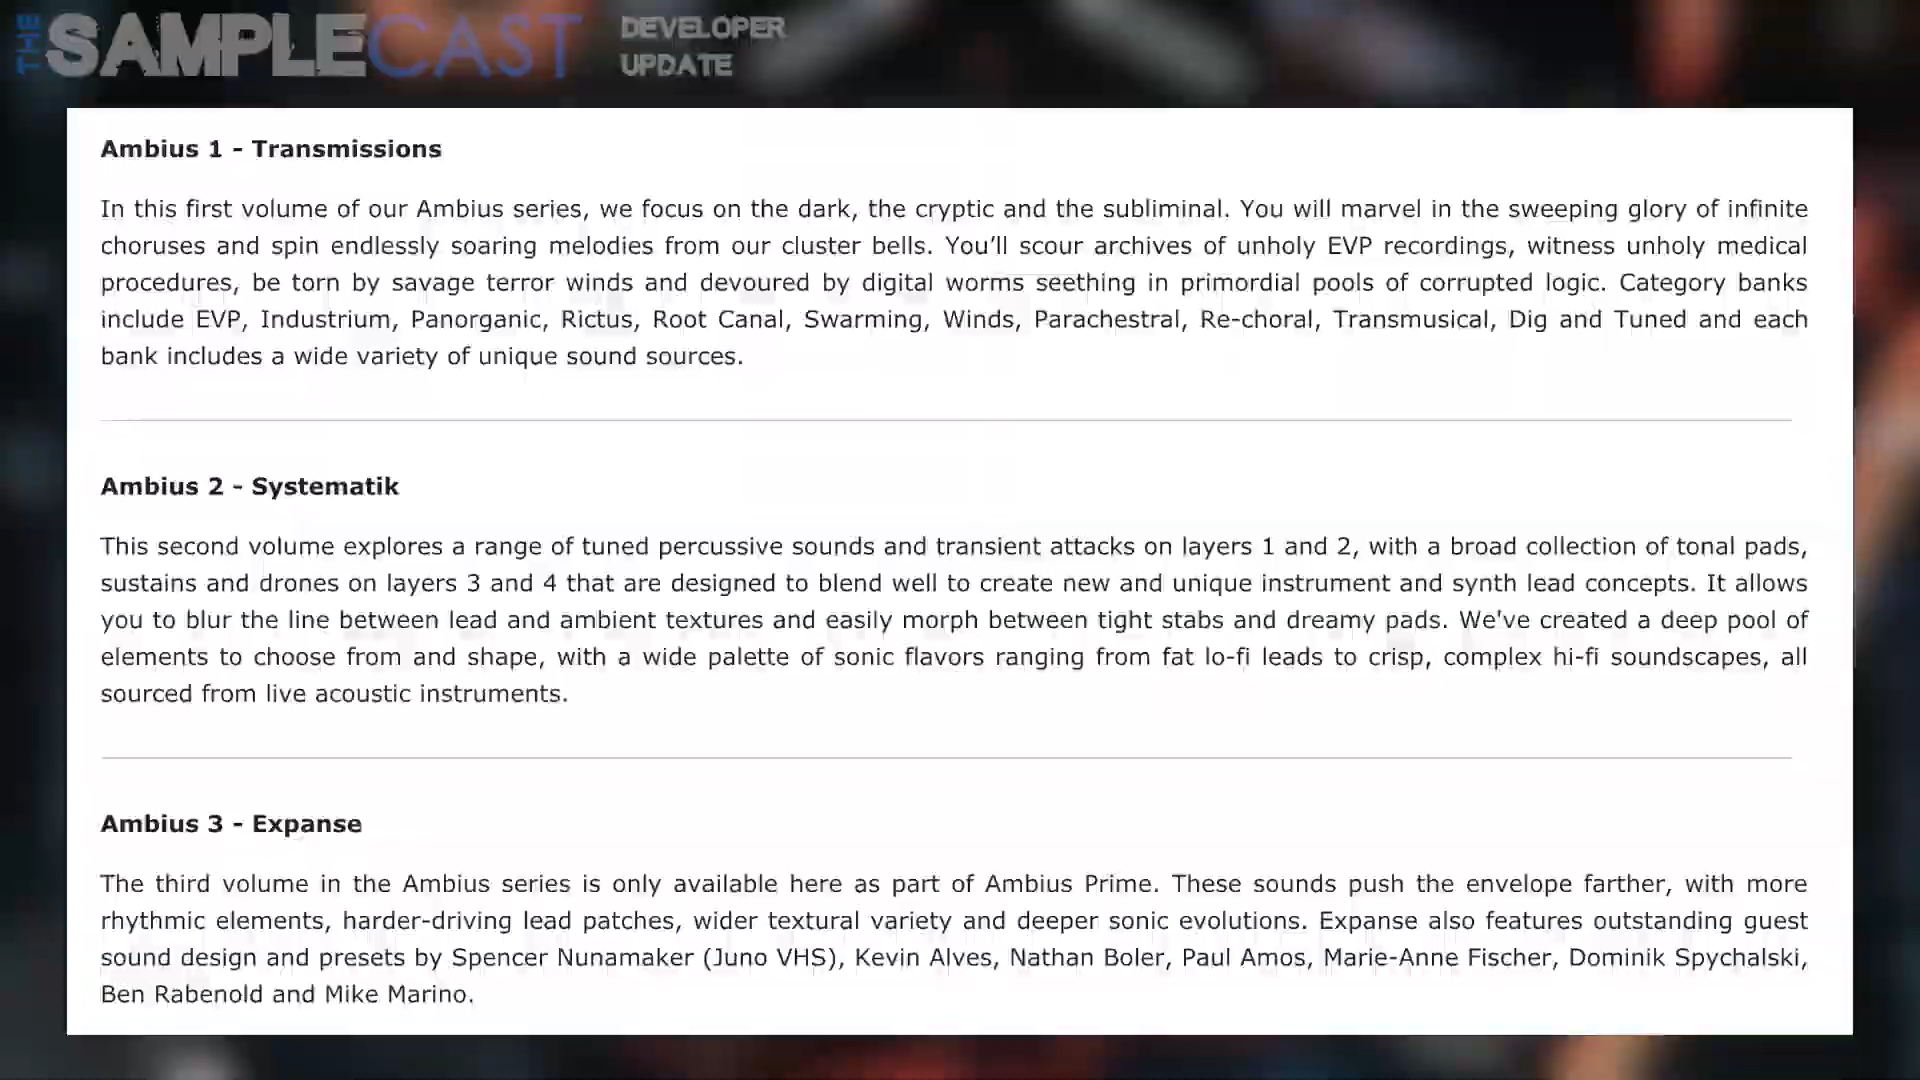 THE SAMPLECAST DEVELOPER UPDATE
Ambius 1 - Transmissions
In this first volume of our Ambius series, we focus on the dark, the cryptic and the subliminal. You will marvel in the sweeping glory of infinite
choruses and spin endlessly soaring melodies from our cluster bells. You’ll scour archives of unholy EVP recordings, witness unholy medical
procedures, be torn by savage terror winds and devoured by digital worms seething in primordial pools of corrupted logic. Category banks
include EVP, Industrium, Panorganic, Rictus, Root Canal, Swarming, Winds, Parachestral, Re-choral, Transmusical, Dig and Tuned and each
bank includes a wide variety of unique sound sources.
Ambius 2 - Systematik
This second volume explores a range of tuned percussive sounds and transient attacks on layers 1 and 2, with a broad collection of tonal pads,
sustains and drones on layers 3 and 4 that are designed to blend well to create new and unique instrument and synth lead concepts. It allows
you to blur the line between lead and ambient textures and easily morph between tight stabs and dreamy pads. We've created a deep pool of
elements to choose from and shape, with a wide palette of sonic flavors ranging from fat lo-fi leads to crisp, complex hi-fi soundscapes, all
sourced from live acoustic instruments.
Ambius 3 - Expanse
The third volume in the Ambius series is only available here as part of Ambius Prime. These sounds push the envelope farther, with more
rhythmic elements, harder-driving lead patches, wider textural variety and deeper sonic evolutions. Expanse also features outstanding guest
sound design and presets by Spencer Nunamaker (Juno VHS), Kevin Alves, Nathan Boler, Paul Amos, Marie-Anne Fischer, Dominik Spychalski,
Ben Rabenold and Mike Marino.